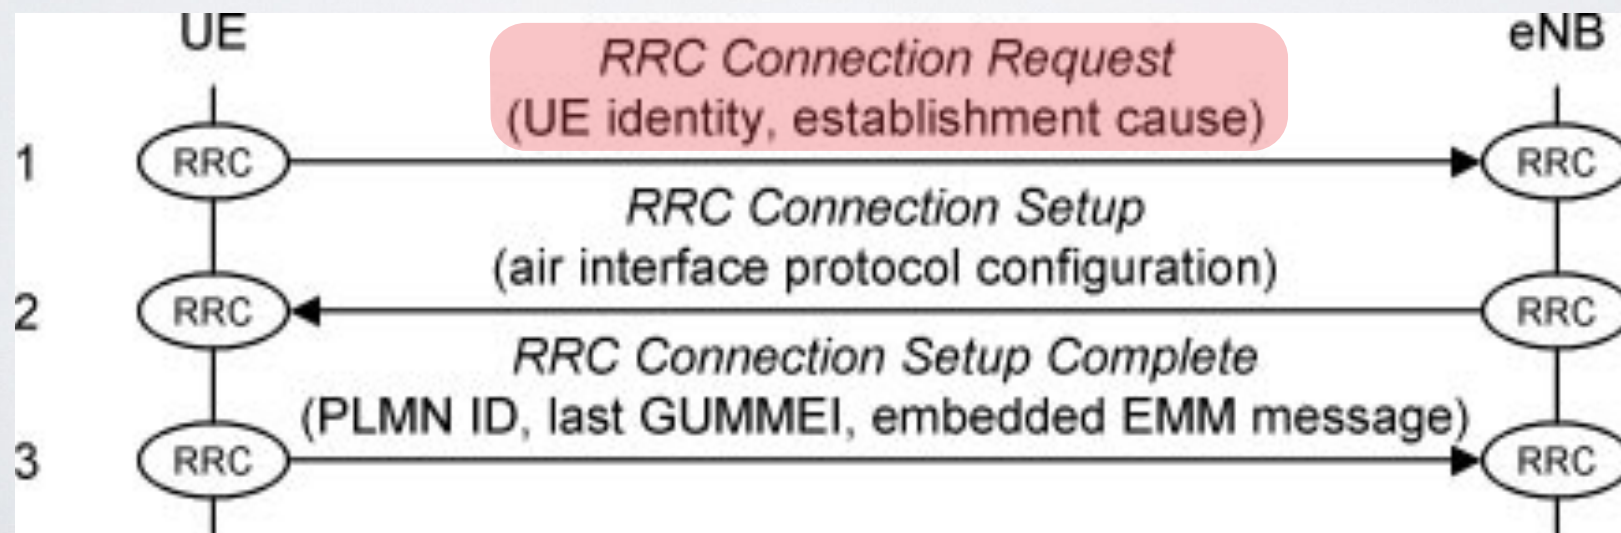 UE
eNB
RRC Connection Request
(UE identity, establishment cause)
1
RRC
RRC
RRC Connection Setup
(air interface protocol configuration)
2
RRC
RRC
RRC Connection Setup Complete
(PLMN ID, last GUMMEI, embedded EMM message)
3
RRC
RRC